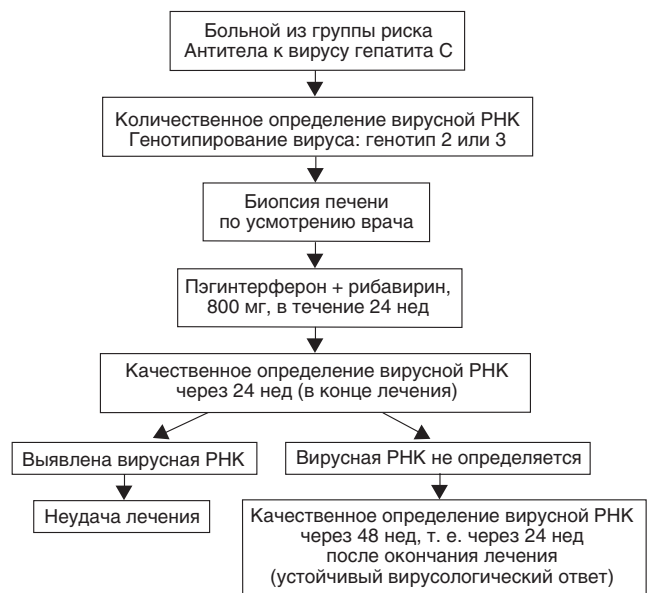 Больной из группы риска
Антитела к вирусу гепатита С
Количественное определение вирусной РНК
Генотипирование вируса: генотип 2 или 3
Биопсия печени
по усмотрению врача
Пэгинтерферон + рибавирин,
800 мг, в течение 24 нед
Качественное определение вирусной РНК
через 24 нед (в конце лечения)
Выявлена вирусная РНК
Вирусная РНК не определяется
Неудача лечения
Качественное определение вирусной РНК
через 48 нед, т. е. через 24 нед
после окончания лечения
(устойчивый вирусологический ответ)